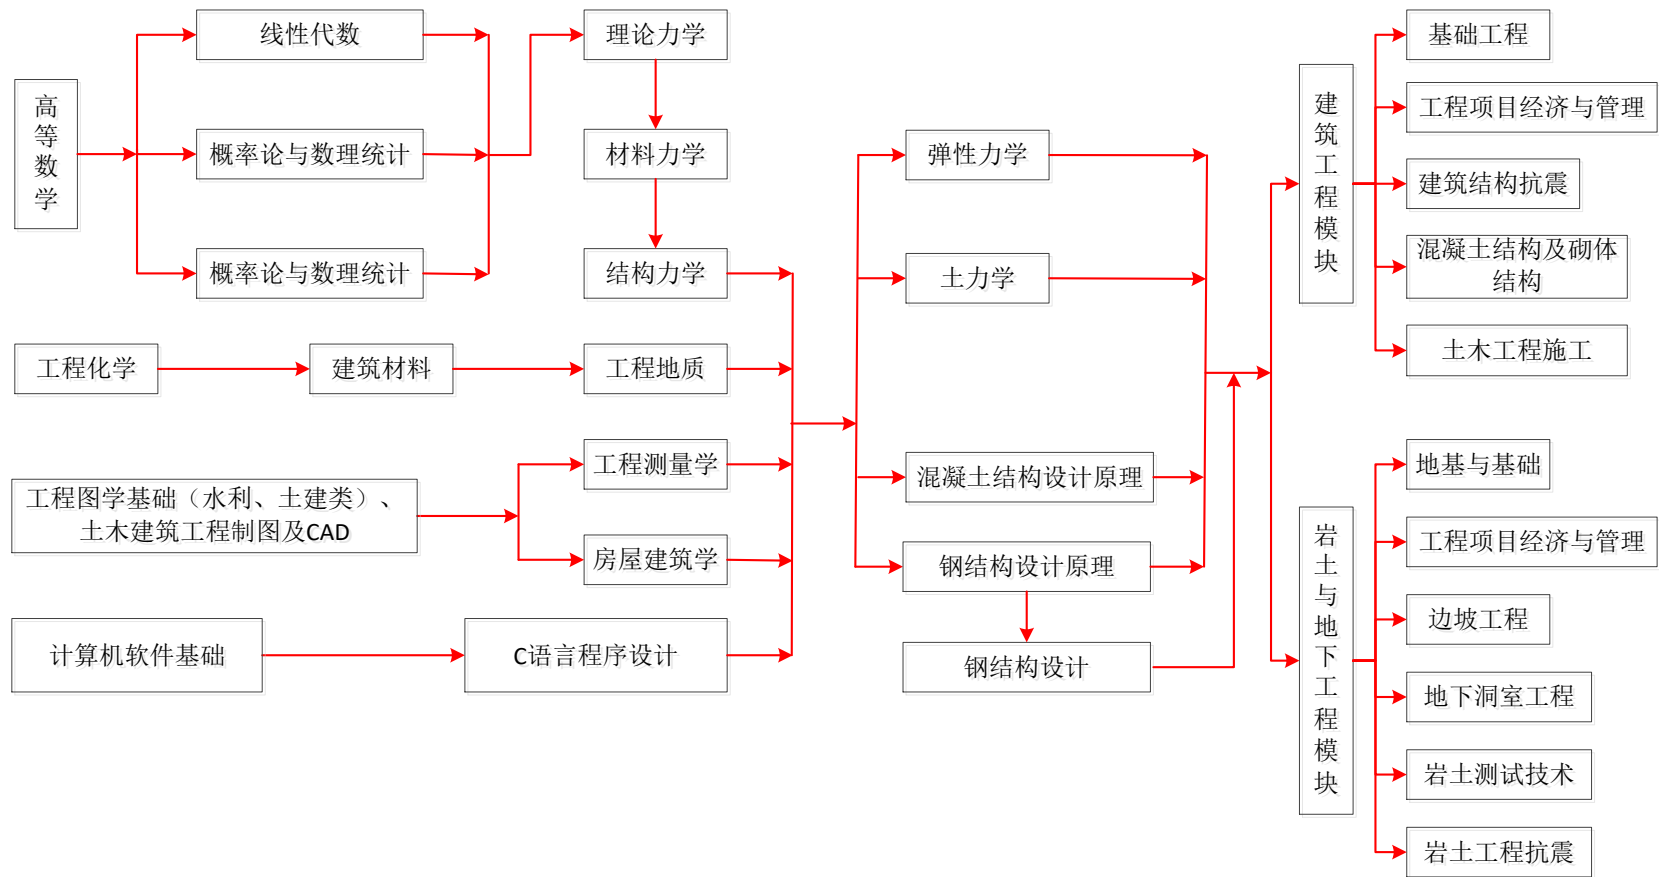 高等数学
线性代数
概率论与数理统计
概率论与数理统计
理论力学
材料力学
结构力学
工程化学
建筑材料
工程地质
工程图学基础（水利、土建类）、
土木建筑工程制图及CAD
工程测量学
房屋建筑学
计算机软件基础
C语言程序设计
弹性力学
土力学
混凝土结构设计原理
钢结构设计原理
钢结构设计
建筑工程模块
基础工程
工程项目经济与管理
建筑结构抗震
混凝土结构及砌体
结构
土木工程施工
岩土与地下工程模块
地基与基础
工程项目经济与管理
边坡工程
地下洞室工程
岩土测试技术
岩土工程抗震